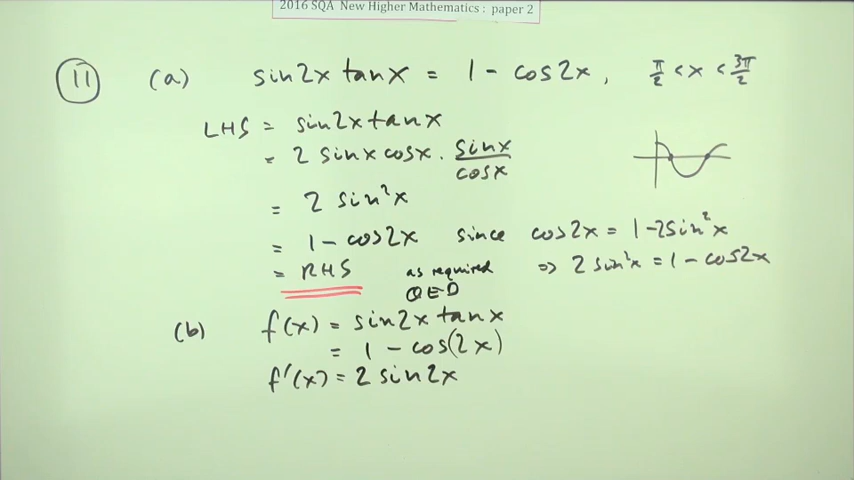 2016 SQA New Higher Mathematics : paper 2
11 (a) sin2x tanx = 1 - cos2x, π/2 < x < 3π/2
LHS = sin2x tanx
= 2 sinx cosx . sinx/cosx
= 2 sin²x
= 1 - cos2x since cos2x = 1-2sin²x
= RHS as required ⇒ 2 sin²x = 1 - cos2x
QED
(b) f(x) = sin2x tanx
= 1 - cos(2x)
f'(x) = 2 sin2x